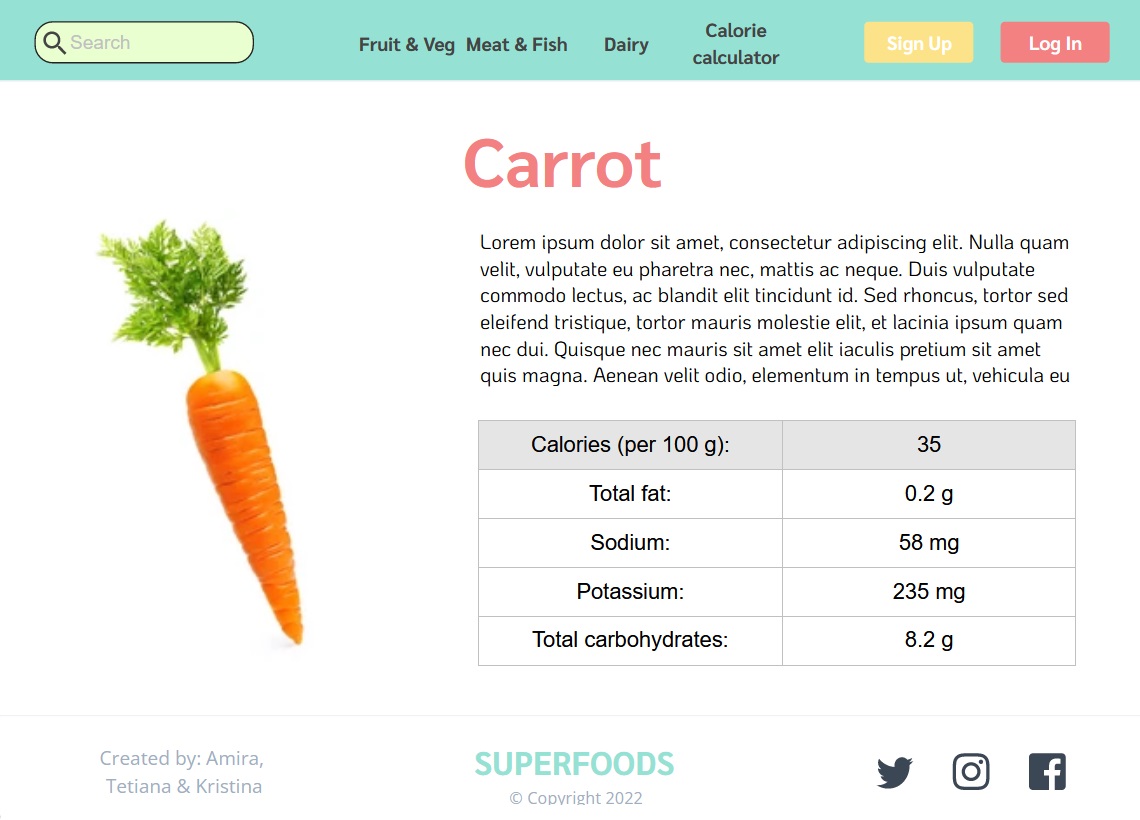 Search
Fruit & Veg
Meat & Fish
Dairy
Calorie
calculator
Sign Up
Log In
Carrot
Lorem ipsum dolor sit amet, consectetur adipiscing elit. Nulla quam
velit, vulputate eu pharetra nec, mattis ac neque. Duis vulputate
commodo lectus, ac blandit elit tincidunt id. Sed rhoncus, tortor sed
eleifend tristique, tortor mauris molestie elit, et lacinia ipsum quam
nec dui. Quisque nec mauris sit amet elit iaculis pretium sit amet
quis magna. Aenean velit odio, elementum in tempus ut, vehicula eu
Calories (per 100 g): 35
Total fat: 0.2 g
Sodium: 58 mg
Potassium: 235 mg
Total carbohydrates: 8.2 g
Created by: Amira,
Tetiana & Kristina
SUPERFOODS
© Copyright 2022